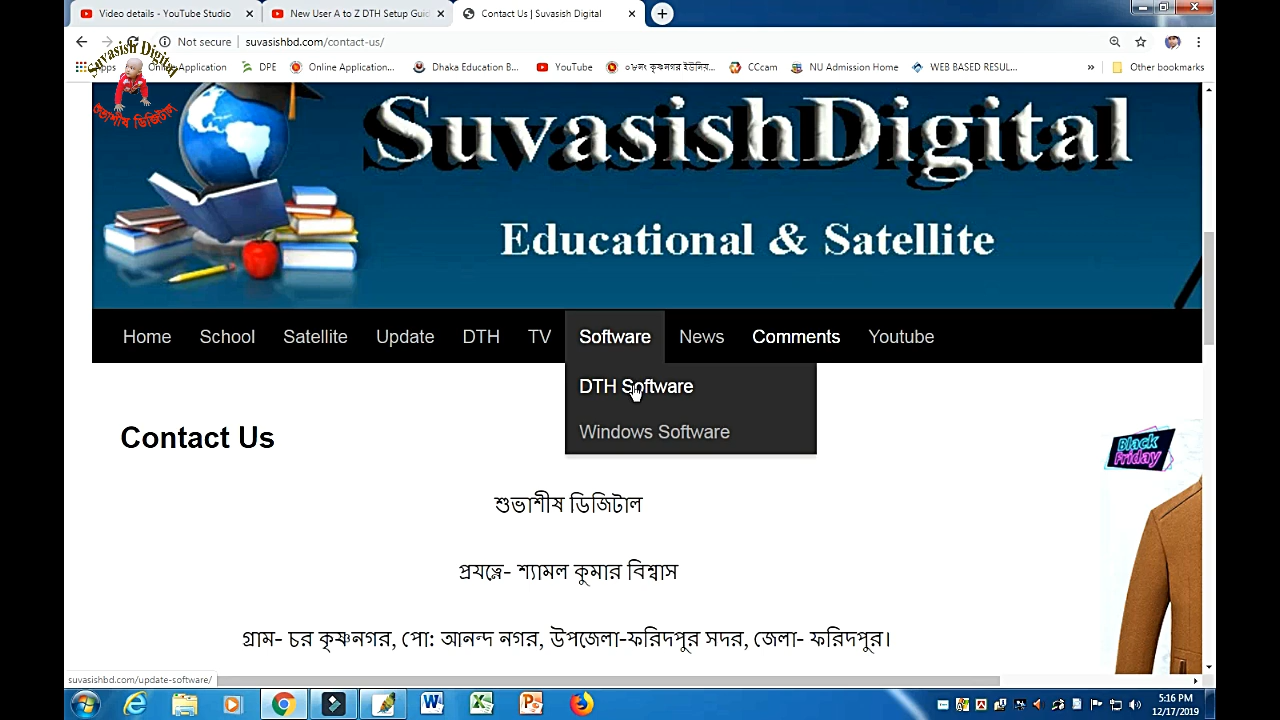 Video details - YouTube Studio
New User A to Z DTH Setup Guid
Contact Us | Suvasish Digital
Not secure | suvasishbd.com/contact-us/
Suvasish Digital
শুভাশীষ ডিজিটাল
Apps
Online Application
DPE
Online Application...
Dhaka Education B...
YouTube
০৮নং কৃষ্ণনগর ইউনিয়...
CCcam
NU Admission Home
WEB BASED RESUL...
»
Other bookmarks
SuvasishDigital
Educational & Satellite
Home School Satellite Update DTH TV Software News Comments Youtube
DTH Software
Windows Software
Contact Us
Black Friday
শুভাশীষ ডিজিটাল
প্রযত্নে- শ্যামল কুমার বিশ্বাস
গ্রাম- চর কৃষ্ণনগর, পো: আনন্দ নগর, উপজেলা-ফরিদপুর সদর, জেলা- ফরিদপুর।
suvasishbd.com/update-software/
5:16 PM
12/17/2019